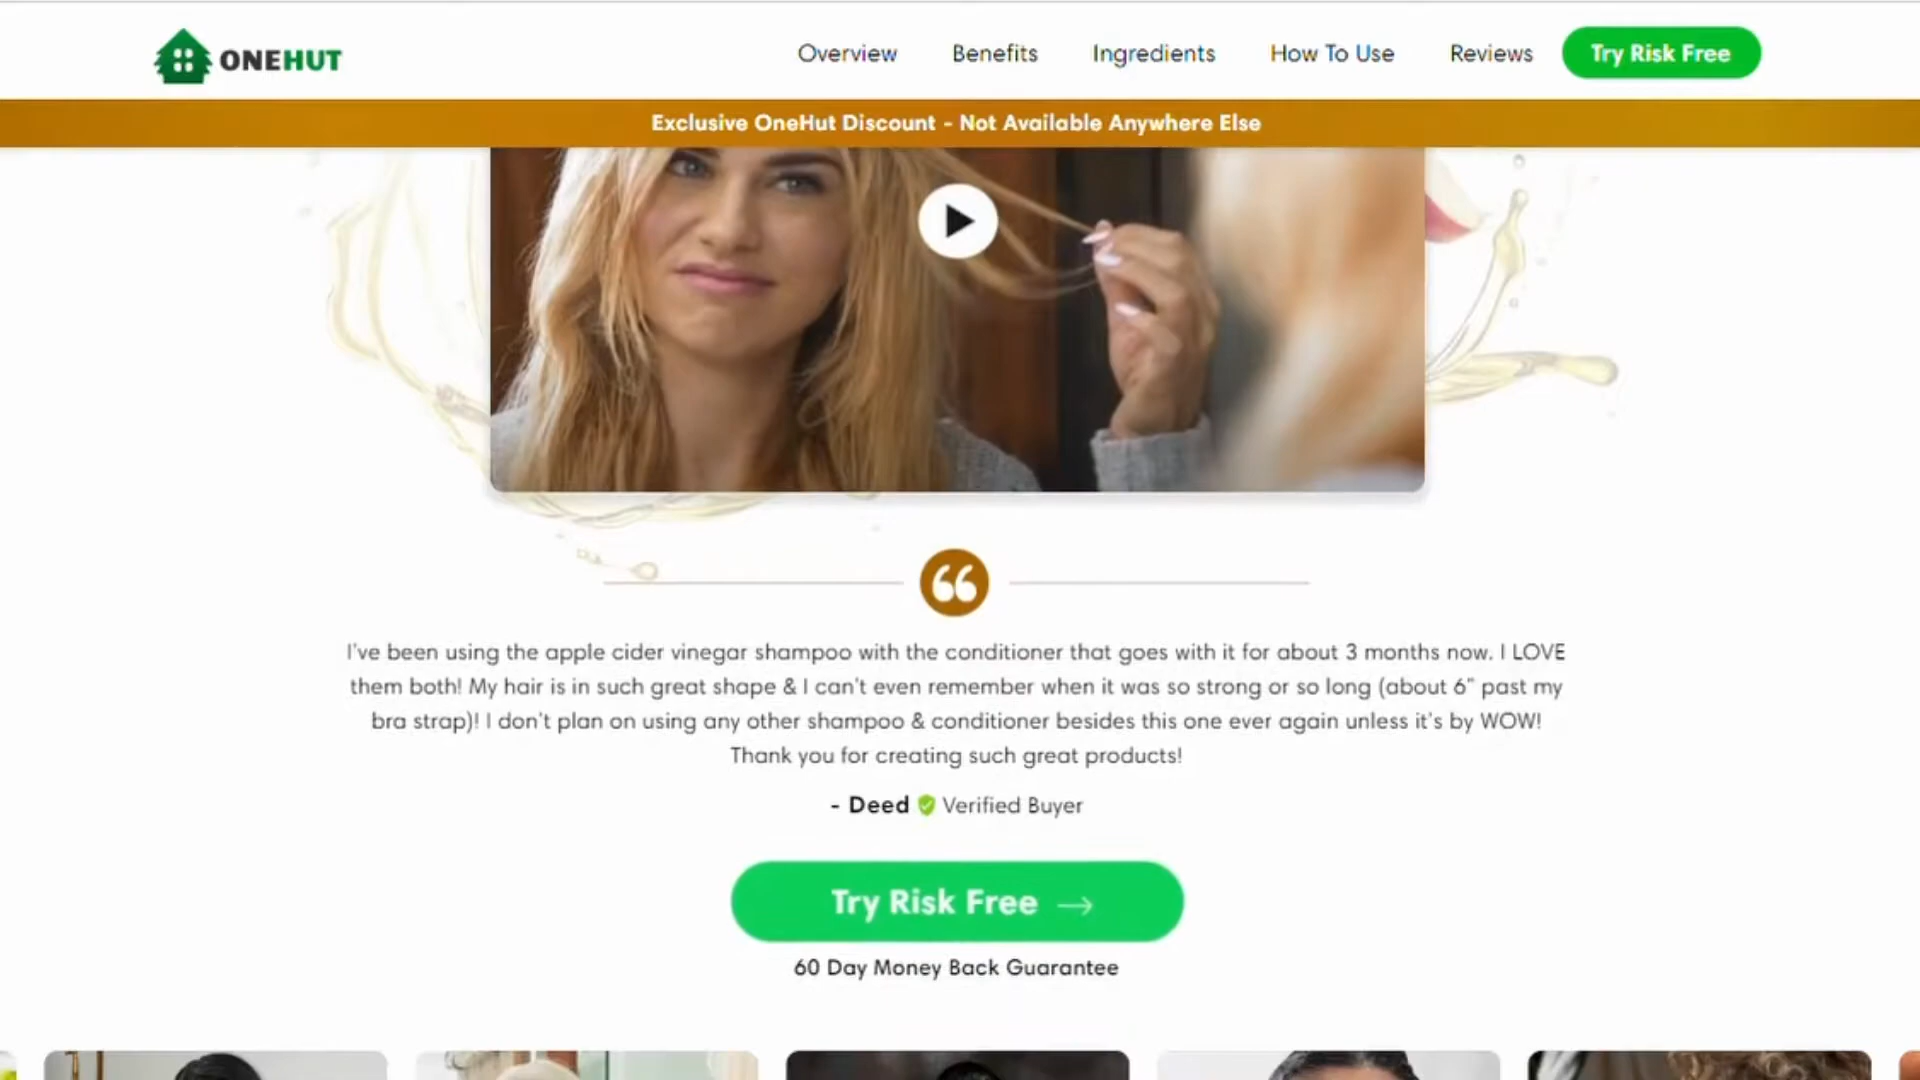 ONEHUT
Overview
Benefits
Ingredients
How To Use
Reviews
Try Risk Free
Exclusive OneHut Discount - Not Available Anywhere Else
I've been using the apple cider vinegar shampoo with the conditioner that goes with it for about 3 months now. I LOVE
them both! My hair is in such great shape & I can't even remember when it was so strong or so long (about 6" past my
bra strap)! I don't plan on using any other shampoo & conditioner besides this one ever again unless it's by WOW!
Thank you for creating such great products!
- Deed Verified Buyer
Try Risk Free →
60 Day Money Back Guarantee